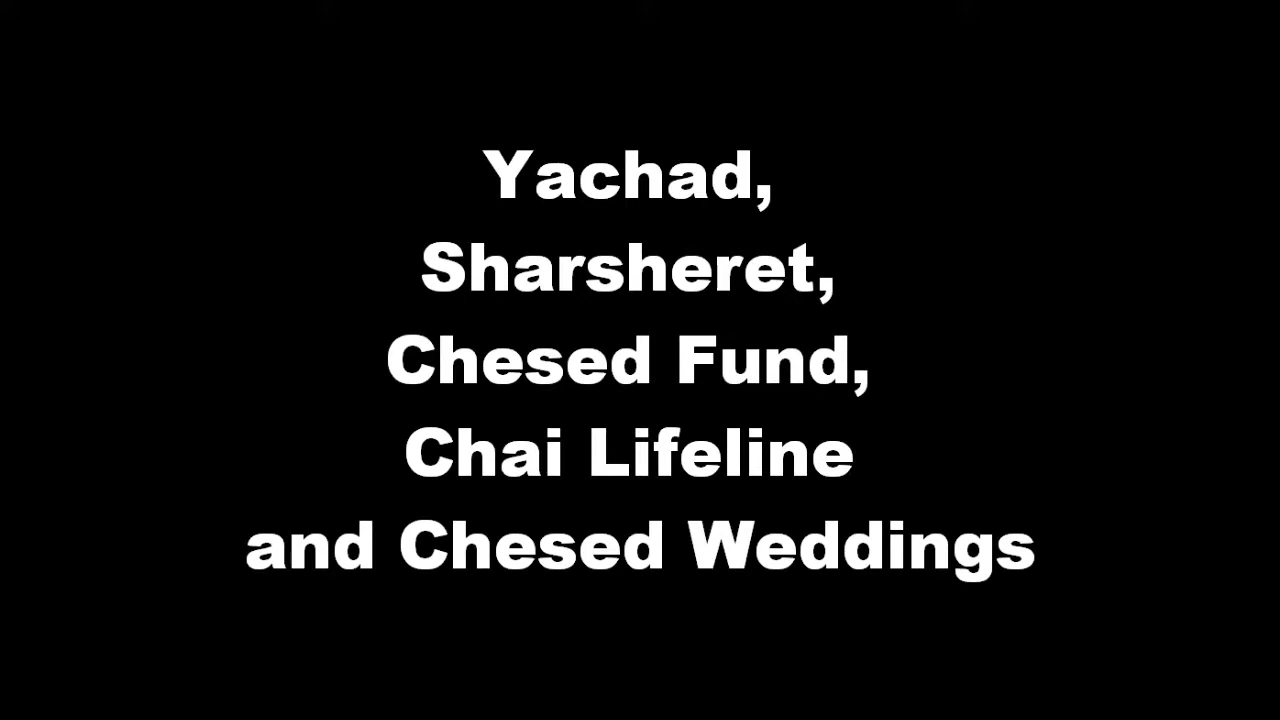 Yachad,
Sharsheret,
Chesed Fund,
Chai Lifeline
and Chesed Weddings